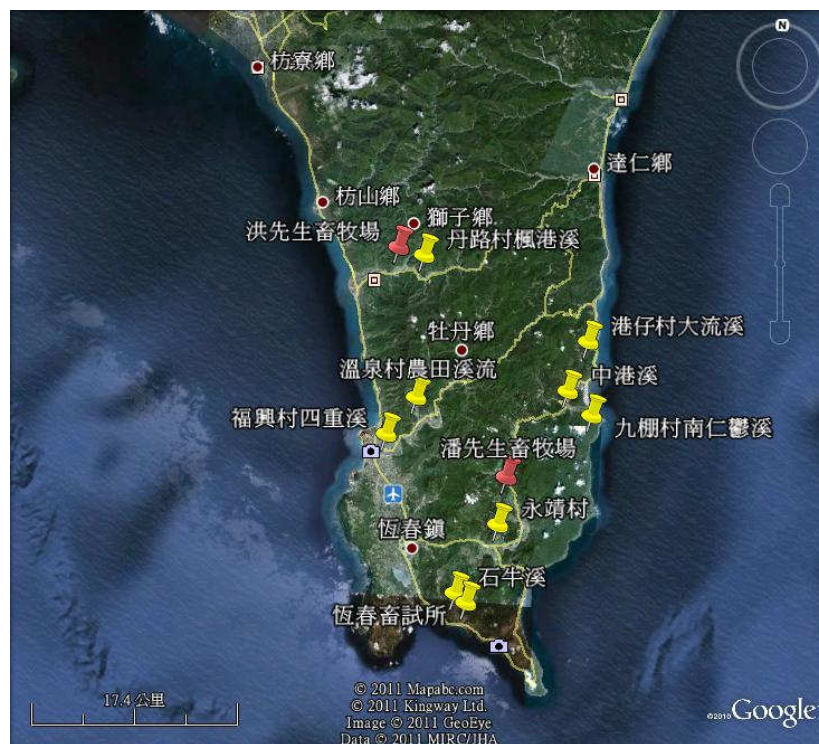 N
枋寮鄉
達仁鄉
枋山鄉
獅子鄉
洪先生畜牧場
丹路村楓港溪
港仔村大流溪
牡丹鄉
溫泉村農田溪流
中港溪
福興村四重溪
九棚村南仁鬱溪
潘先生畜牧場
永靖村
恆春鎮
石牛溪
恆春畜試所
17.4 公里
© 2011 Mapabc.com
© 2011 Kingway Ltd.
Image © 2011 GeoEye
Data © 2011 MIRC/JHA
©2010 Google